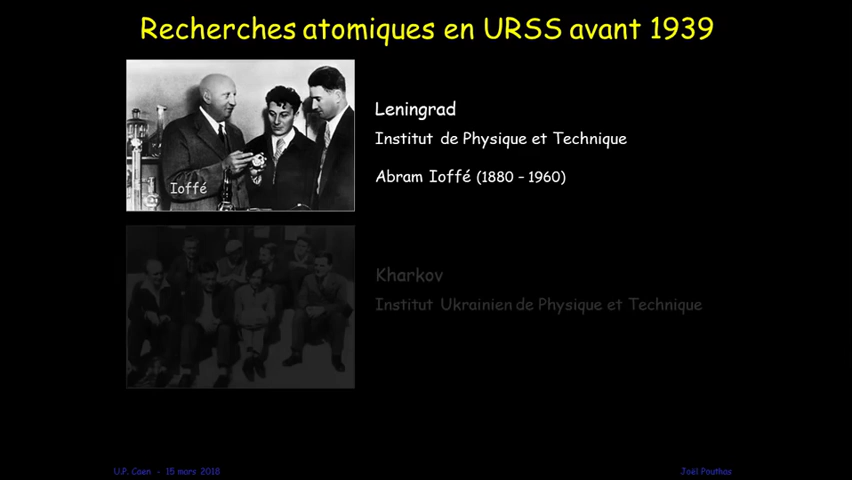 Recherches atomiques en URSS avant 1939
Ioffé
Leningrad
Institut de Physique et Technique
Abram Ioffé (1880 – 1960)
Kharkov
Institut Ukrainien de Physique et Technique
U.P. Caen - 15 mars 2018
Joël Pouthas